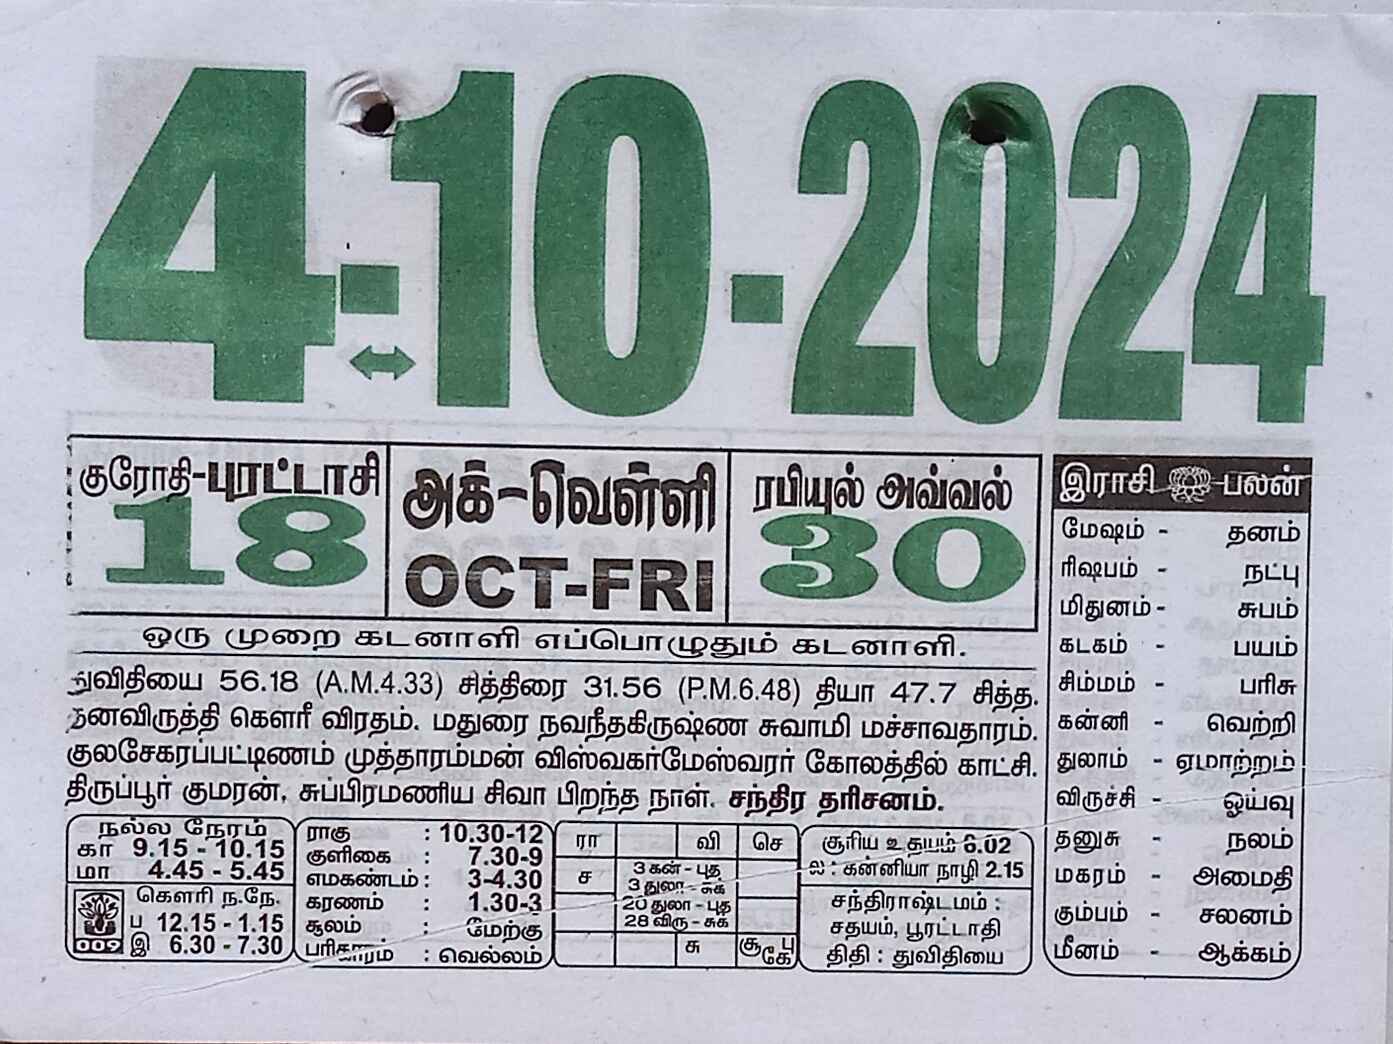 4-10-2024
குரோதி-புரட்டாசி
18
அக்-வெள்ளி
OCT-FRI
ரபியுல் அவ்வல்
30
ஒரு முறை கடனாளி எப்பொழுதும் கடனாளி.
துவிதியை 56.18 (A.M.4.33) சித்திரை 31.56 (P.M.6.48) தியா 47.7 சித்த.
தனவிருத்தி கௌரீ விரதம். மதுரை நவநீதகிருஷ்ண சுவாமி மச்சாவதாரம்.
குலசேகரப்பட்டிணம் முத்தாரம்மன் விஸ்வகர்மேஸ்வரர் கோலத்தில் காட்சி.
திருப்பூர் குமரன், சுப்பிரமணிய சிவா பிறந்த நாள். சந்திர தரிசனம்.
நல்ல நேரம்
கா 9.15 - 10.15
மா 4.45 - 5.45
கௌரி ந.நே.
ப 12.15 - 1.15
இ 6.30 - 7.30
009
ராகு : 10.30-12
குளிகை : 7.30-9
எமகண்டம் : 3-4.30
கரணம் : 1.30-3
சூலம் : மேற்கு
பரிகாரம் : வெல்லம்
ரா வி செ
ச
3 கன் - புத
3 துலா - சுக்
20 துலா - புத
28 விரு - சுக்
சு சூ பு
கே
சூரிய உதயம் 6.02
ல : கன்னியா நாழி 2.15
சந்திராஷ்டமம் :
சதயம், பூரட்டாதி
திதி : துவிதியை
இராசி பலன்
மேஷம் - தனம்
ரிஷபம் - நட்பு
மிதுனம் - சுபம்
கடகம் - பயம்
சிம்மம் - பரிசு
கன்னி - வெற்றி
துலாம் - ஏமாற்றம்
விருச்சி - ஓய்வு
தனுசு - நலம்
மகரம் - அமைதி
கும்பம் - சலனம்
மீனம் - ஆக்கம்